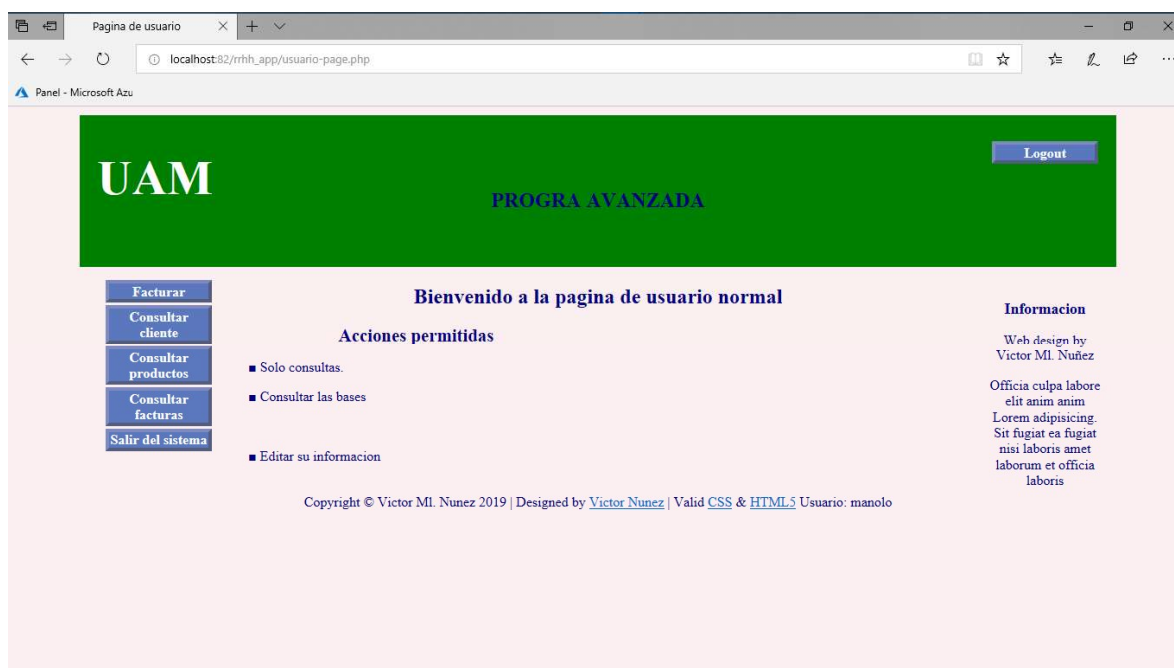 Pagina de usuario
localhost:82/rrhh_app/usuario-page.php
Panel - Microsoft Azu
UAM
PROGRA AVANZADA
Logout
Facturar
Consultar
cliente
Consultar
productos
Consultar
facturas
Salir del sistema
Bienvenido a la pagina de usuario normal
Acciones permitidas
■ Solo consultas.
■ Consultar las bases
■ Editar su informacion
Informacion
Web design by
Victor Ml. Nuñez
Officia culpa labore
elit anim anim
Lorem adipisicing.
Sit fugiat ea fugiat
nisi laboris amet
laborum et officia
laboris
Copyright © Victor Ml. Nunez 2019 | Designed by Victor Nunez | Valid CSS & HTML5 Usuario: manolo